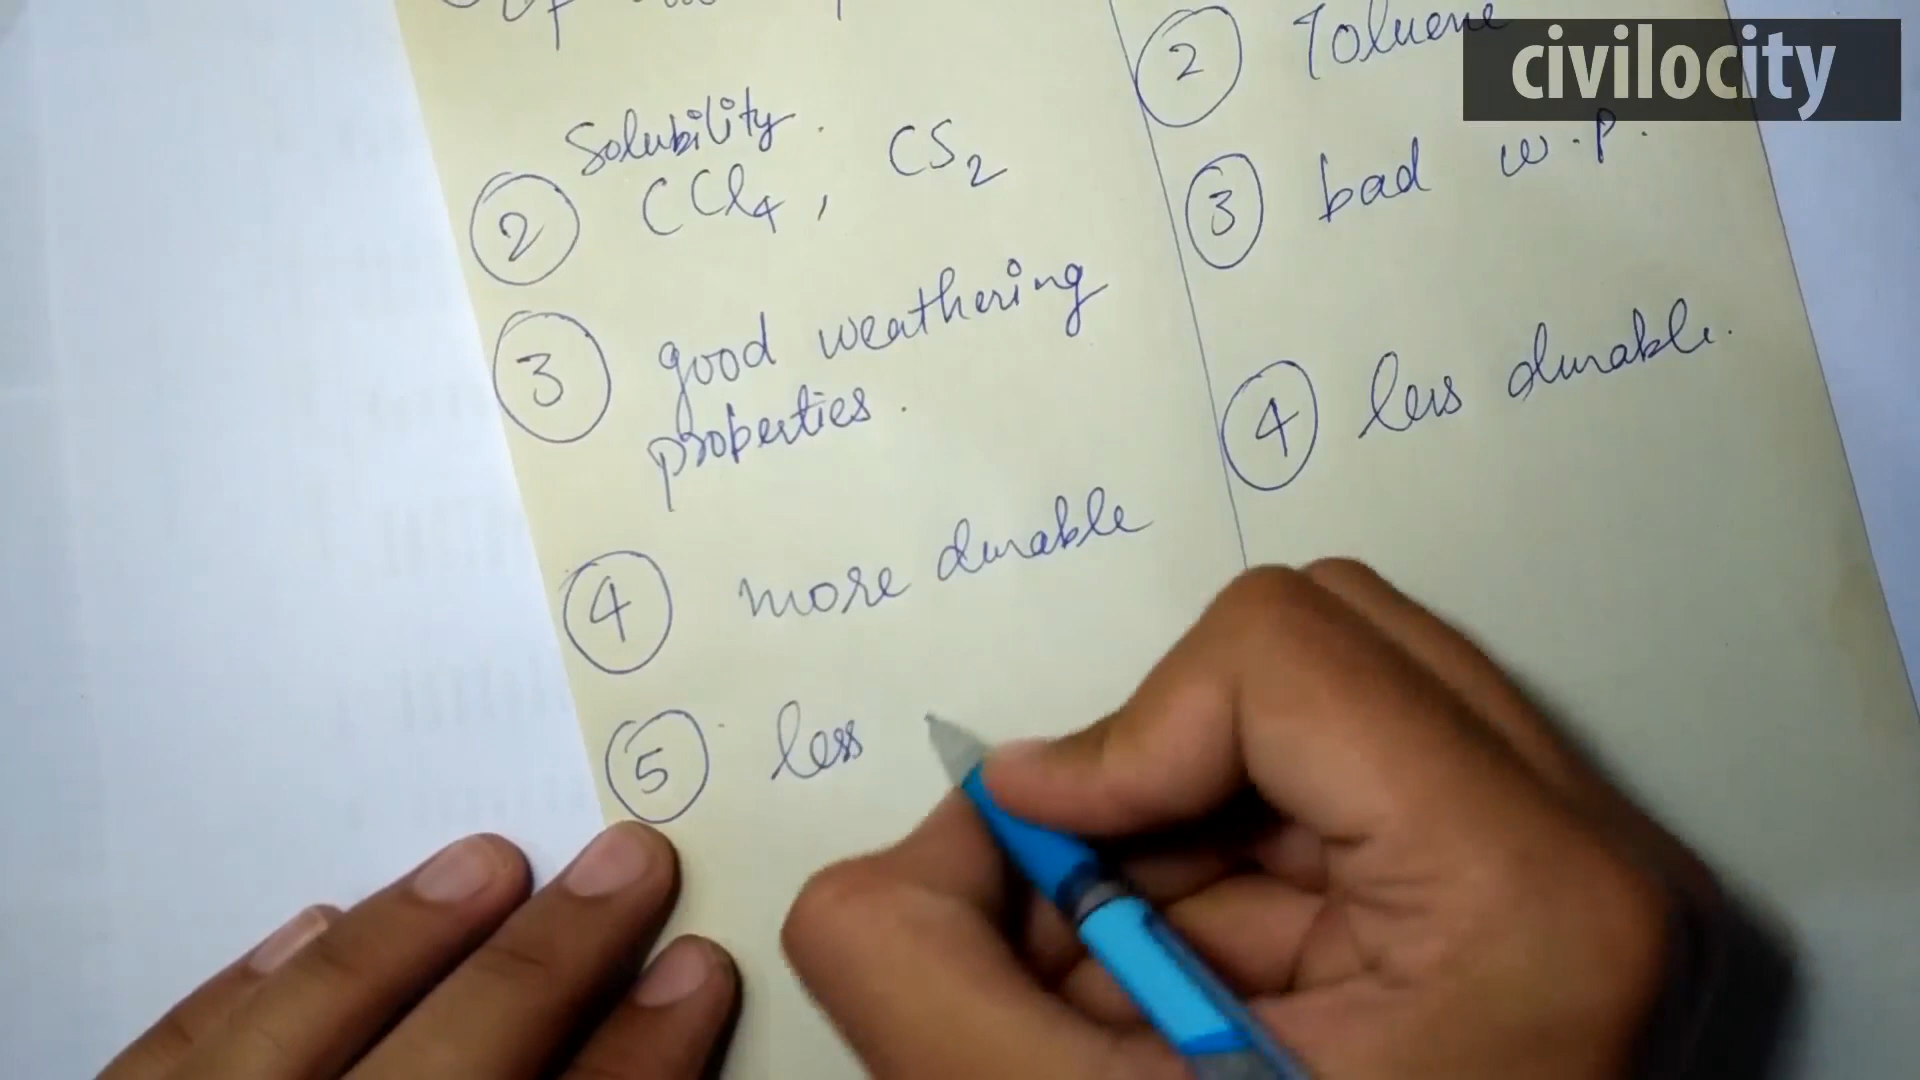 civilocity
Solubility.
② CCl4, CS2
③ good weathering
properties.
④ more durable
⑤ less
② Toluene
③ bad w.p.
④ less durable.